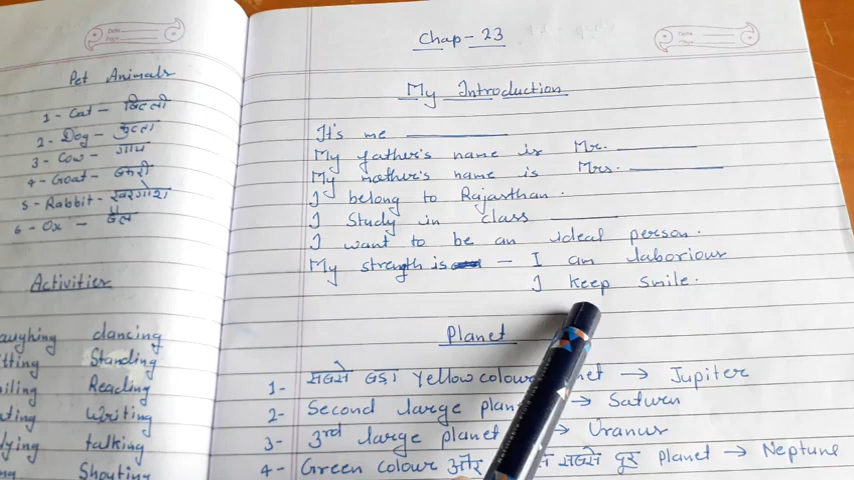 Pet Animals
1 - Cat - बिल्ली
2 - Dog - कुत्ता
3 - Cow - गाय
4 - Goat - बकरी
5 - Rabbit - खरगोश
6 - Ox - बैल
Activities
laughing dancing
Sitting Standing
Smiling Reading
Writing
talking
Shouting
Chap - 23
My Introduction
It's me
My father's name is Mr.
My mother's name is Mrs.
I belong to Rajasthan.
I Study in class
I want to be an ideal person.
My strength is - I am laborious
I keep smile.
Planet
1- सबसे बड़ा Yellow colour → Jupiter
2- Second large → Saturn
3- 3rd large planet → Uranus
4- Green colour और सबसे दूर Planet → Neptune